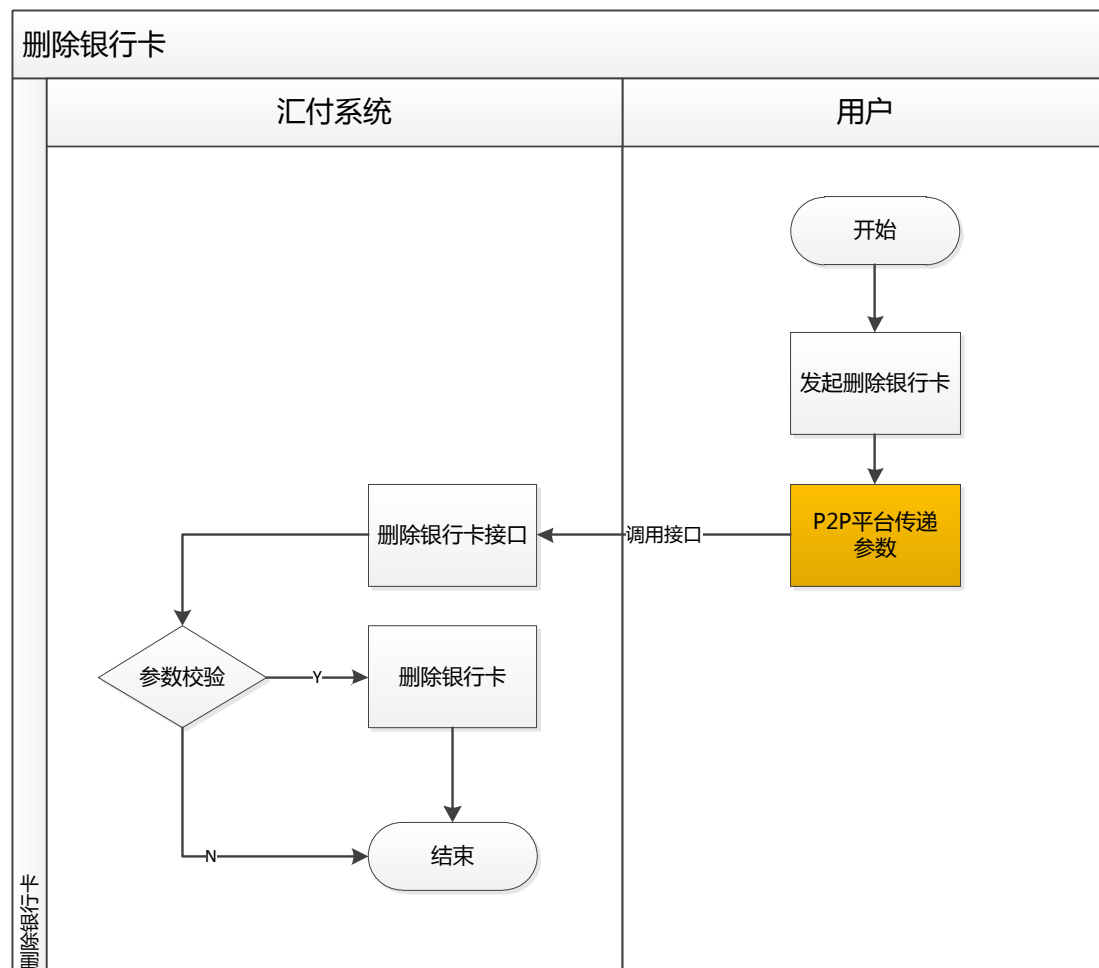 删除银行卡
汇付系统
用户
开始
发起删除银行卡
P2P平台传递
参数
调用接口
删除银行卡接口
参数校验
Y
删除银行卡
N
结束
删除银行卡